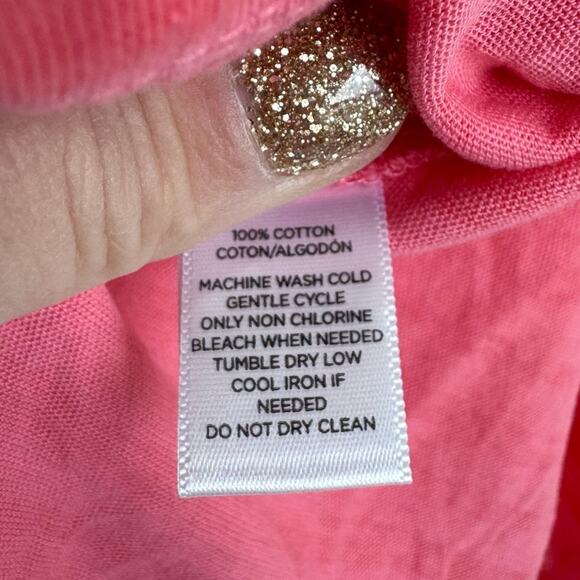 100% COTTON
COTON/ALGODÓN
MACHINE WASH COLD
GENTLE CYCLE
ONLY NON CHLORINE
BLEACH WHEN NEEDED
TUMBLE DRY LOW
COOL IRON IF
NEEDED
DO NOT DRY CLEAN